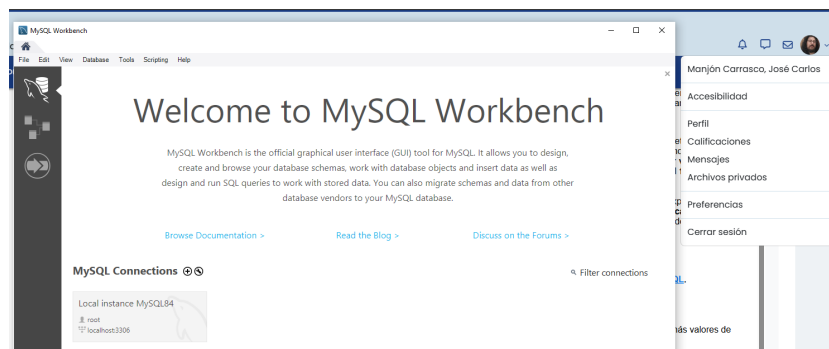 MySQL Workbench
File Edit View Database Tools Scripting Help
Welcome to MySQL Workbench
MySQL Workbench is the official graphical user interface (GUI) tool for MySQL. It allows you to design,
create and browse your database schemas, work with database objects and insert data as well as
design and run SQL queries to work with stored data. You can also migrate schemas and data from other
database vendors to your MySQL database.
Browse Documentation >
Read the Blog >
Discuss on the Forums >
MySQL Connections
Filter connections
Local instance MySQL84
root
localhost:3306
Manjón Carrasco, José Carlos
Accesibilidad
Perfil
Calificaciones
Mensajes
Archivos privados
Preferencias
Cerrar sesión
valores de